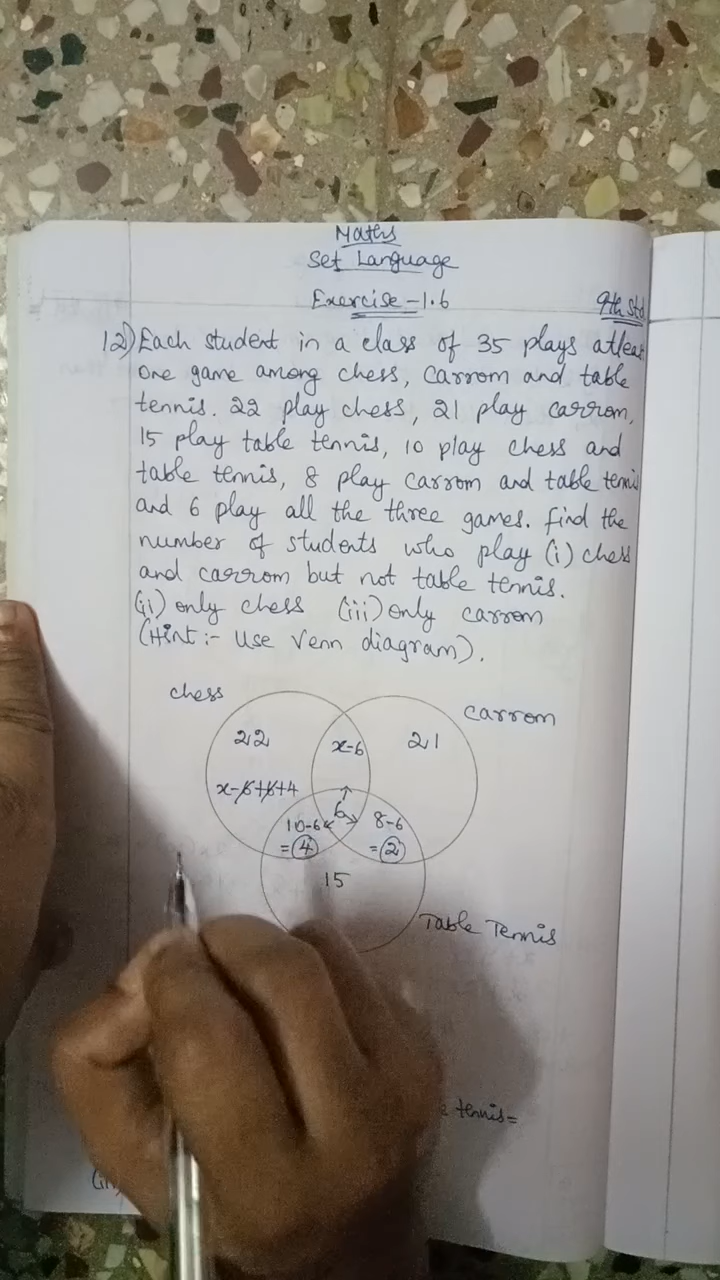 Maths
Set Language
Exercise - 1.6
9th std
12) Each student in a class of 35 plays atleas
one game among chess, carrom and table
tennis. 22 play chess, 21 play carrom,
15 play table tennis, 10 play chess and
table tennis, 8 play carrom and table tennis
and 6 play all the three games. Find the
number of students who play (i) chess
and carrom but not table tennis.
(ii) only chess (iii) only carrom
(Hint :- Use Venn diagram).
chess
carrom
22
x-6
21
x-6+6+4
6
10-6
8-6
=4
=2
15
Table Tennis
tennis=